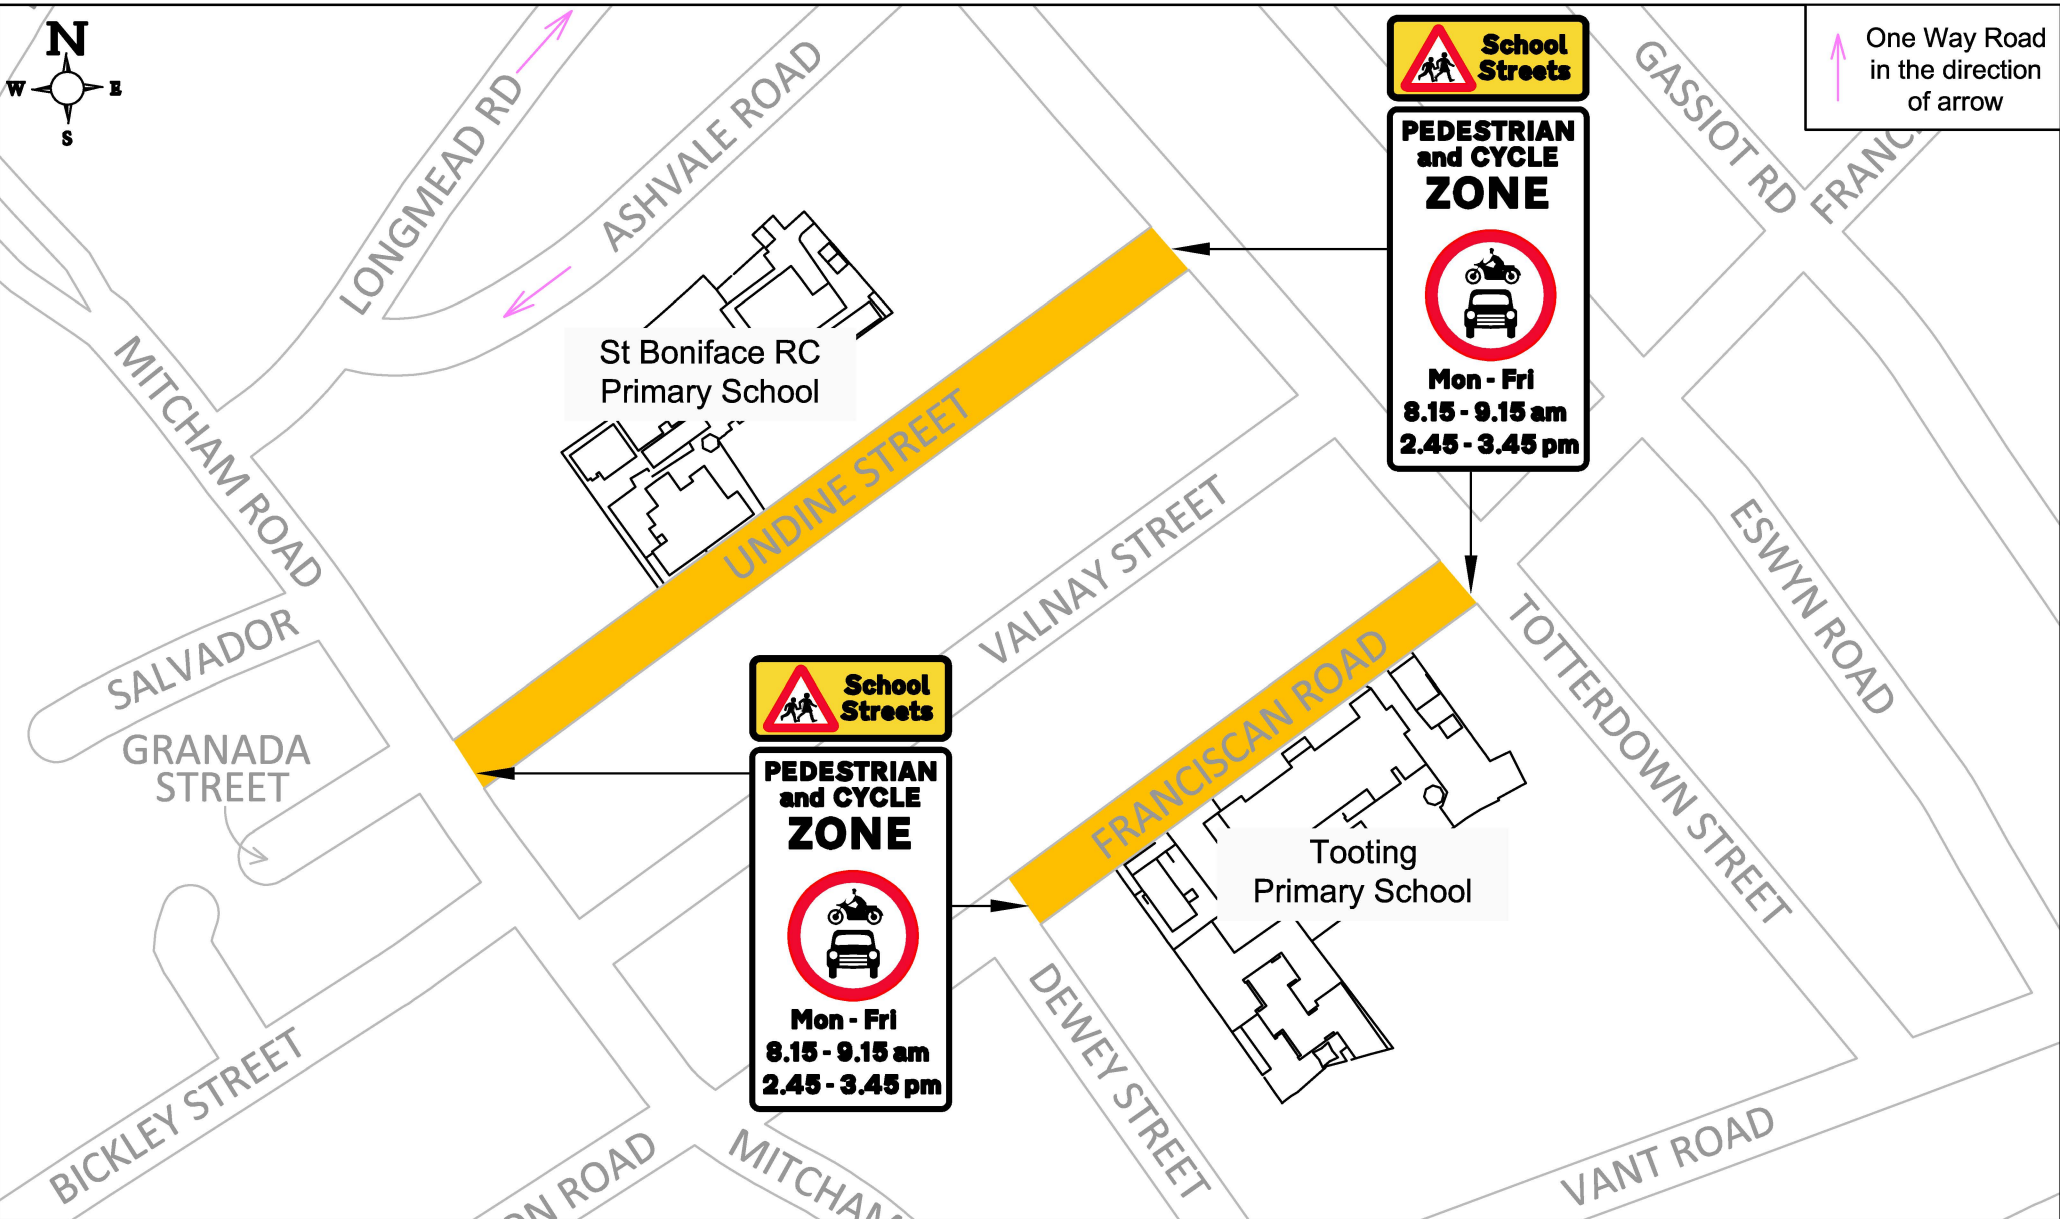 N
W
E
S
LONGMEAD RD
ASHVALE ROAD
School
Streets
PEDESTRIAN
and CYCLE
ZONE
Mon - Fri
8.15 - 9.15 am
2.45 - 3.45 pm
GASSIOT RD
One Way Road
in the direction
of arrow
MITCHAM ROAD
St Boniface RC
Primary School
UNDINE STREET
VALNAY STREET
ESWYN ROAD
SALVADOR
GRANADA
STREET
School
Streets
PEDESTRIAN
and CYCLE
ZONE
Mon - Fri
8.15 - 9.15 am
2.45 - 3.45 pm
FRANCISCAN ROAD
TOTTERDOWN STREET
Tooting
Primary School
DEWEY STREET
BICKLEY STREET
ON ROAD
MITCHAM
VANT ROAD